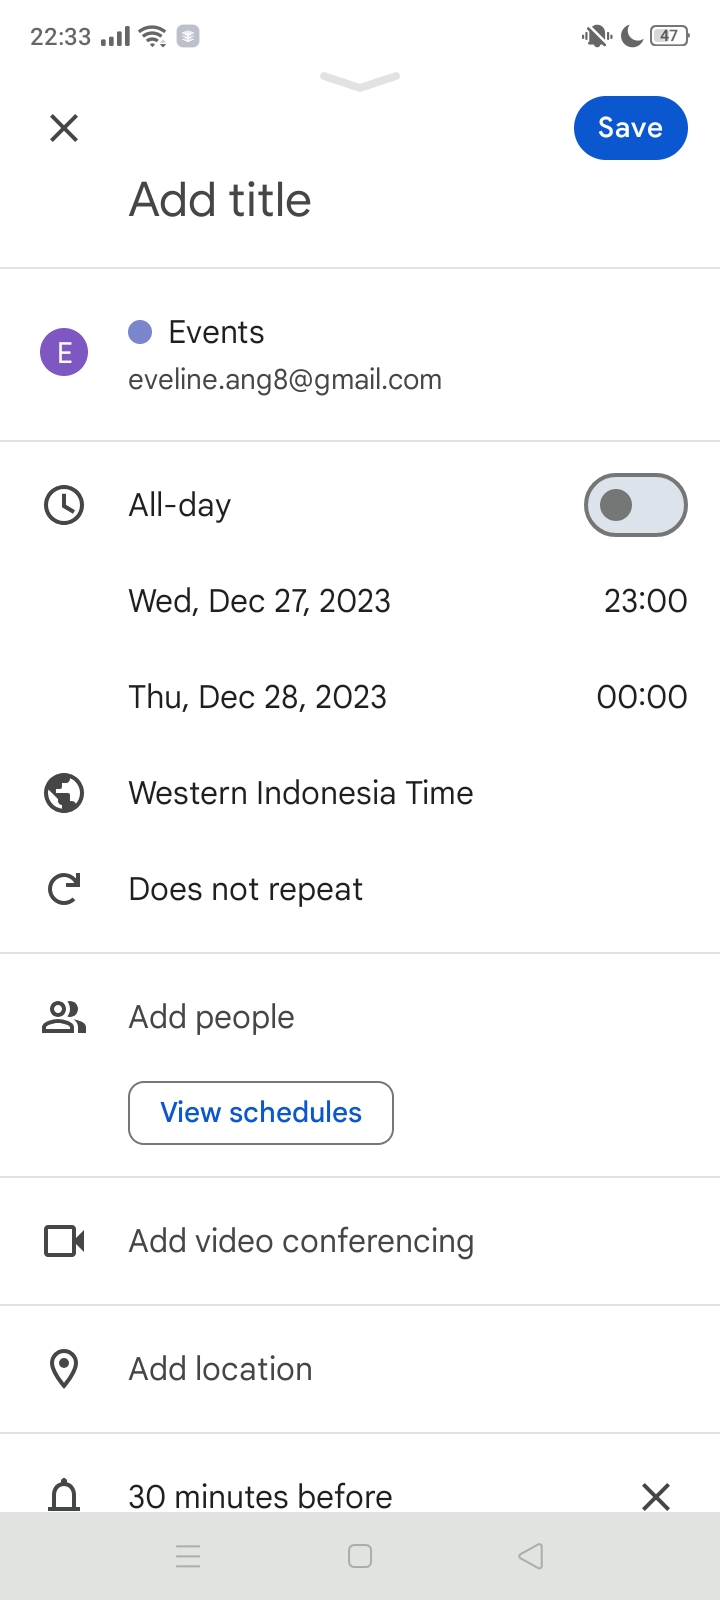 22:33 47
Save
Add title
E
Events
eveline.ang8@gmail.com
All-day
Wed, Dec 27, 2023 23:00
Thu, Dec 28, 2023 00:00
Western Indonesia Time
Does not repeat
Add people
View schedules
Add video conferencing
Add location
30 minutes before